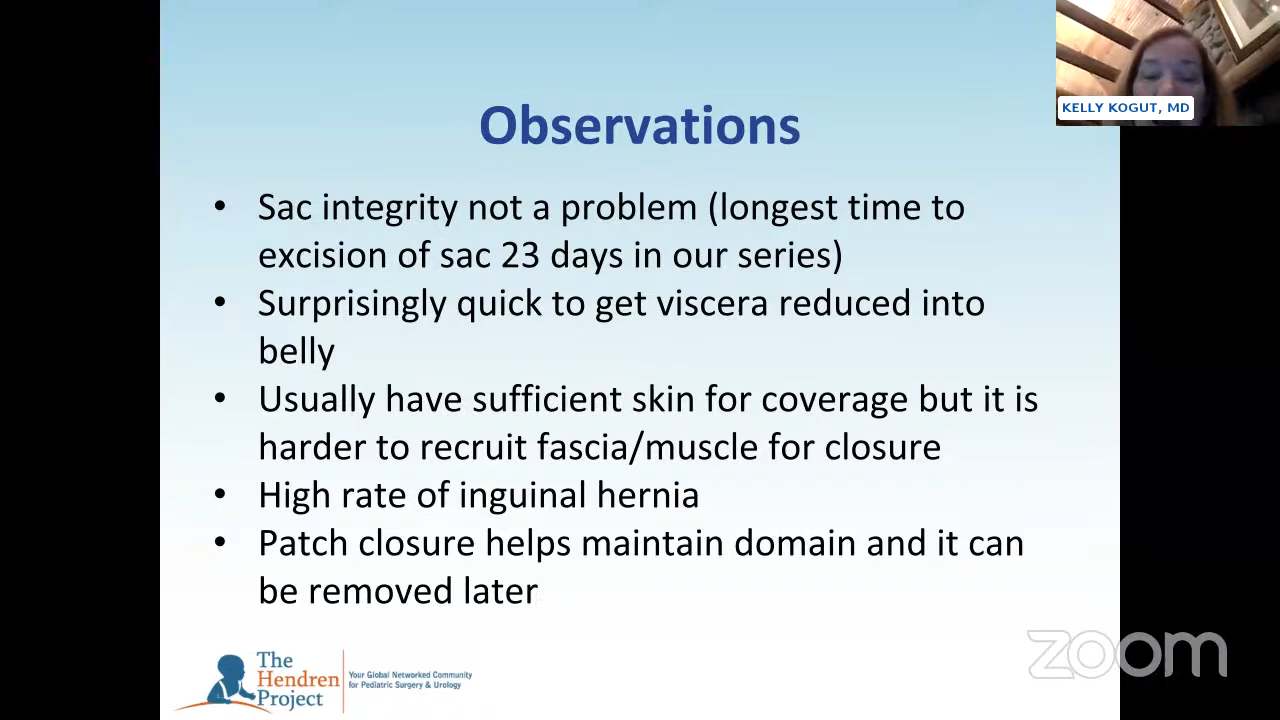 KELLY KOGUT, MD
Observations
• Sac integrity not a problem (longest time to
excision of sac 23 days in our series)
• Surprisingly quick to get viscera reduced into
belly
• Usually have sufficient skin for coverage but it is
harder to recruit fascia/muscle for closure
• High rate of inguinal hernia
• Patch closure helps maintain domain and it can
be removed later
The
Hendren
Project
Your Global Networked Community
for Pediatric Surgery & Urology
zoom